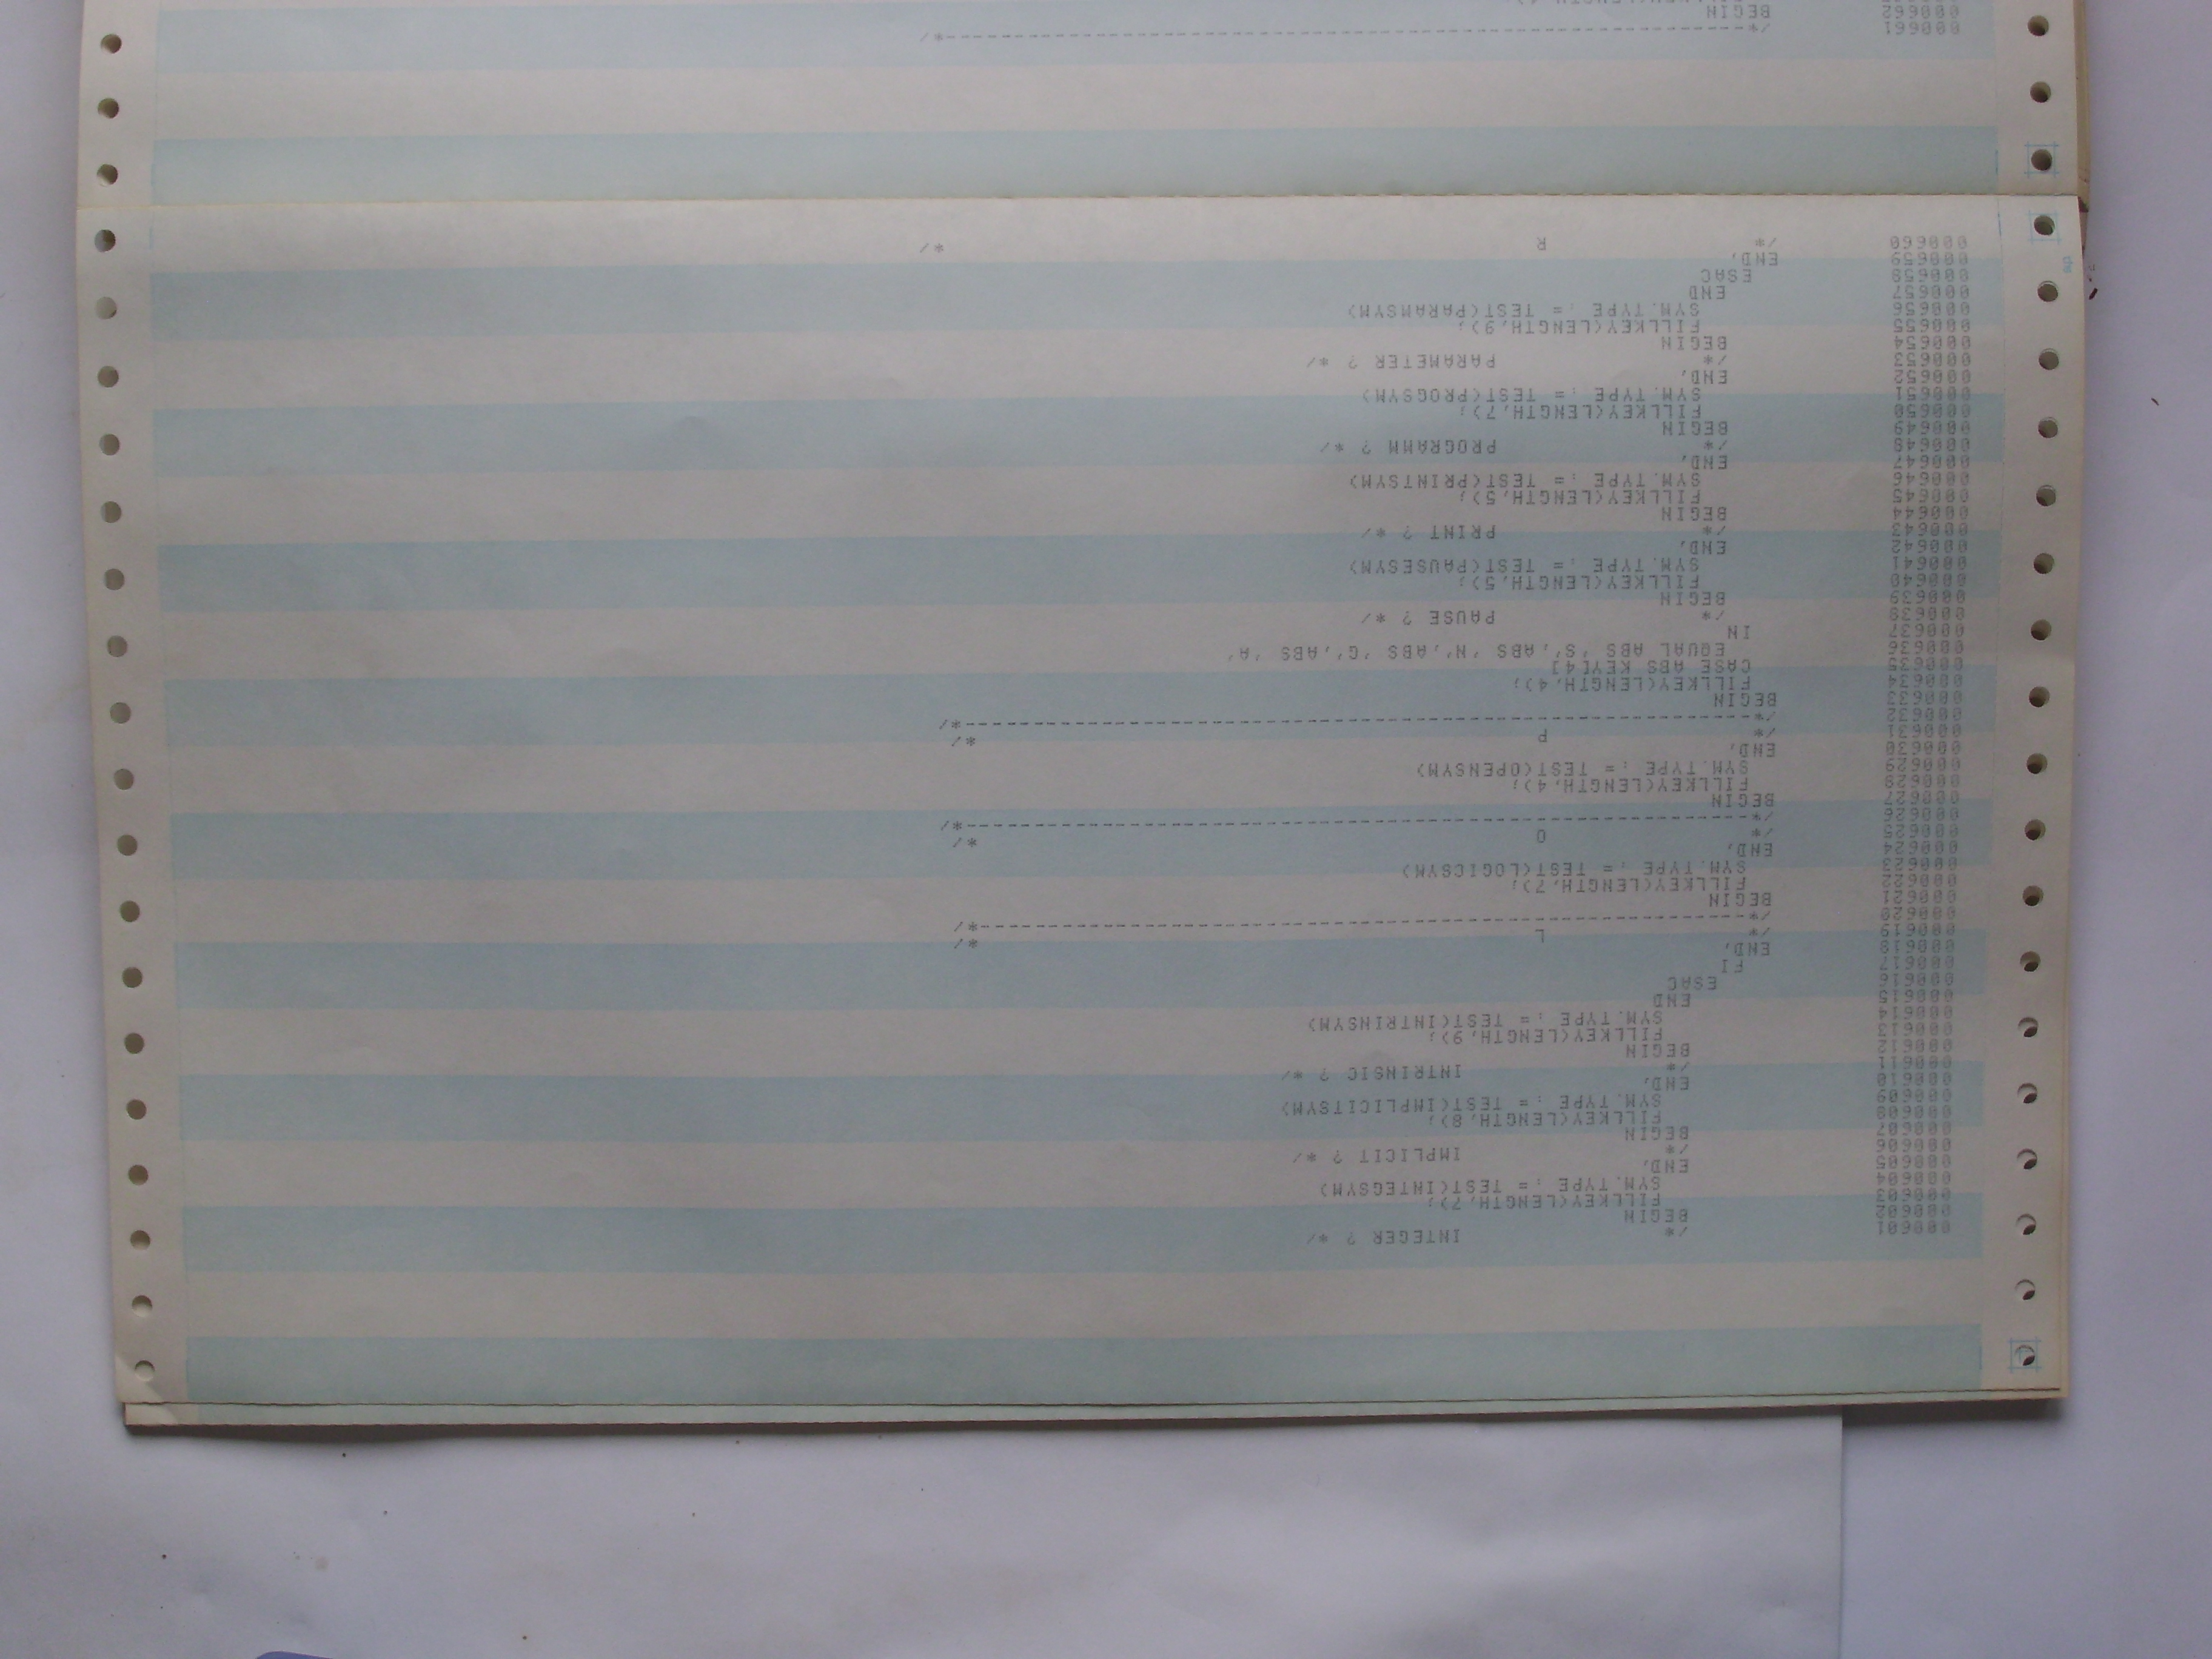 000601 /* INTEGER ? */
000602 BEGIN
000603 FILLKEY(LENGTH,7);
000604 SYM.TYPE := TEST(INTEGSYM)
000605 END,
000606 /* IMPLICIT ? */
000607 BEGIN
000608 FILLKEY(LENGTH,8);
000609 SYM.TYPE := TEST(IMPLICITSYM)
000610 END,
000611 /* INTRINSIC ? */
000612 BEGIN
000613 FILLKEY(LENGTH,9);
000614 SYM.TYPE := TEST(INTRINSYM)
000615 END
000616 ESAC
000617 FI
000618 END,
000619 /* L */
000620 /*------------------------------------------------------------*/
000621 BEGIN
000622 FILLKEY(LENGTH,7);
000623 SYM.TYPE := TEST(LOGICSYM)
000624 END,
000625 /* O */
000626 /*------------------------------------------------------------*/
000627 BEGIN
000628 FILLKEY(LENGTH,4);
000629 SYM.TYPE := TEST(OPENSYM)
000630 END,
000631 /* P */
000632 /*------------------------------------------------------------*/
000633 BEGIN
000634 FILLKEY(LENGTH,4);
000635 CASE ABS KEY[4]
000636 EQUAL ABS 'S',ABS 'N',ABS 'G',ABS 'A'
000637 IN
000638 /* PAUSE ? */
000639 BEGIN
000640 FILLKEY(LENGTH,5);
000641 SYM.TYPE := TEST(PAUSESYM)
000642 END,
000643 /* PRINT ? */
000644 BEGIN
000645 FILLKEY(LENGTH,5);
000646 SYM.TYPE := TEST(PRINTSYM)
000647 END,
000648 /* PROGRAMM ? */
000649 BEGIN
000650 FILLKEY(LENGTH,7);
000651 SYM.TYPE := TEST(PROGSYM)
000652 END,
000653 /* PARAMETER ? */
000654 BEGIN
000655 FILLKEY(LENGTH,9);
000656 SYM.TYPE := TEST(PARAMSYM)
000657 END
000658 ESAC
000659 END,
000660 /* R */
000661 /*------------------------------------------------------------*/
000662 BEGIN